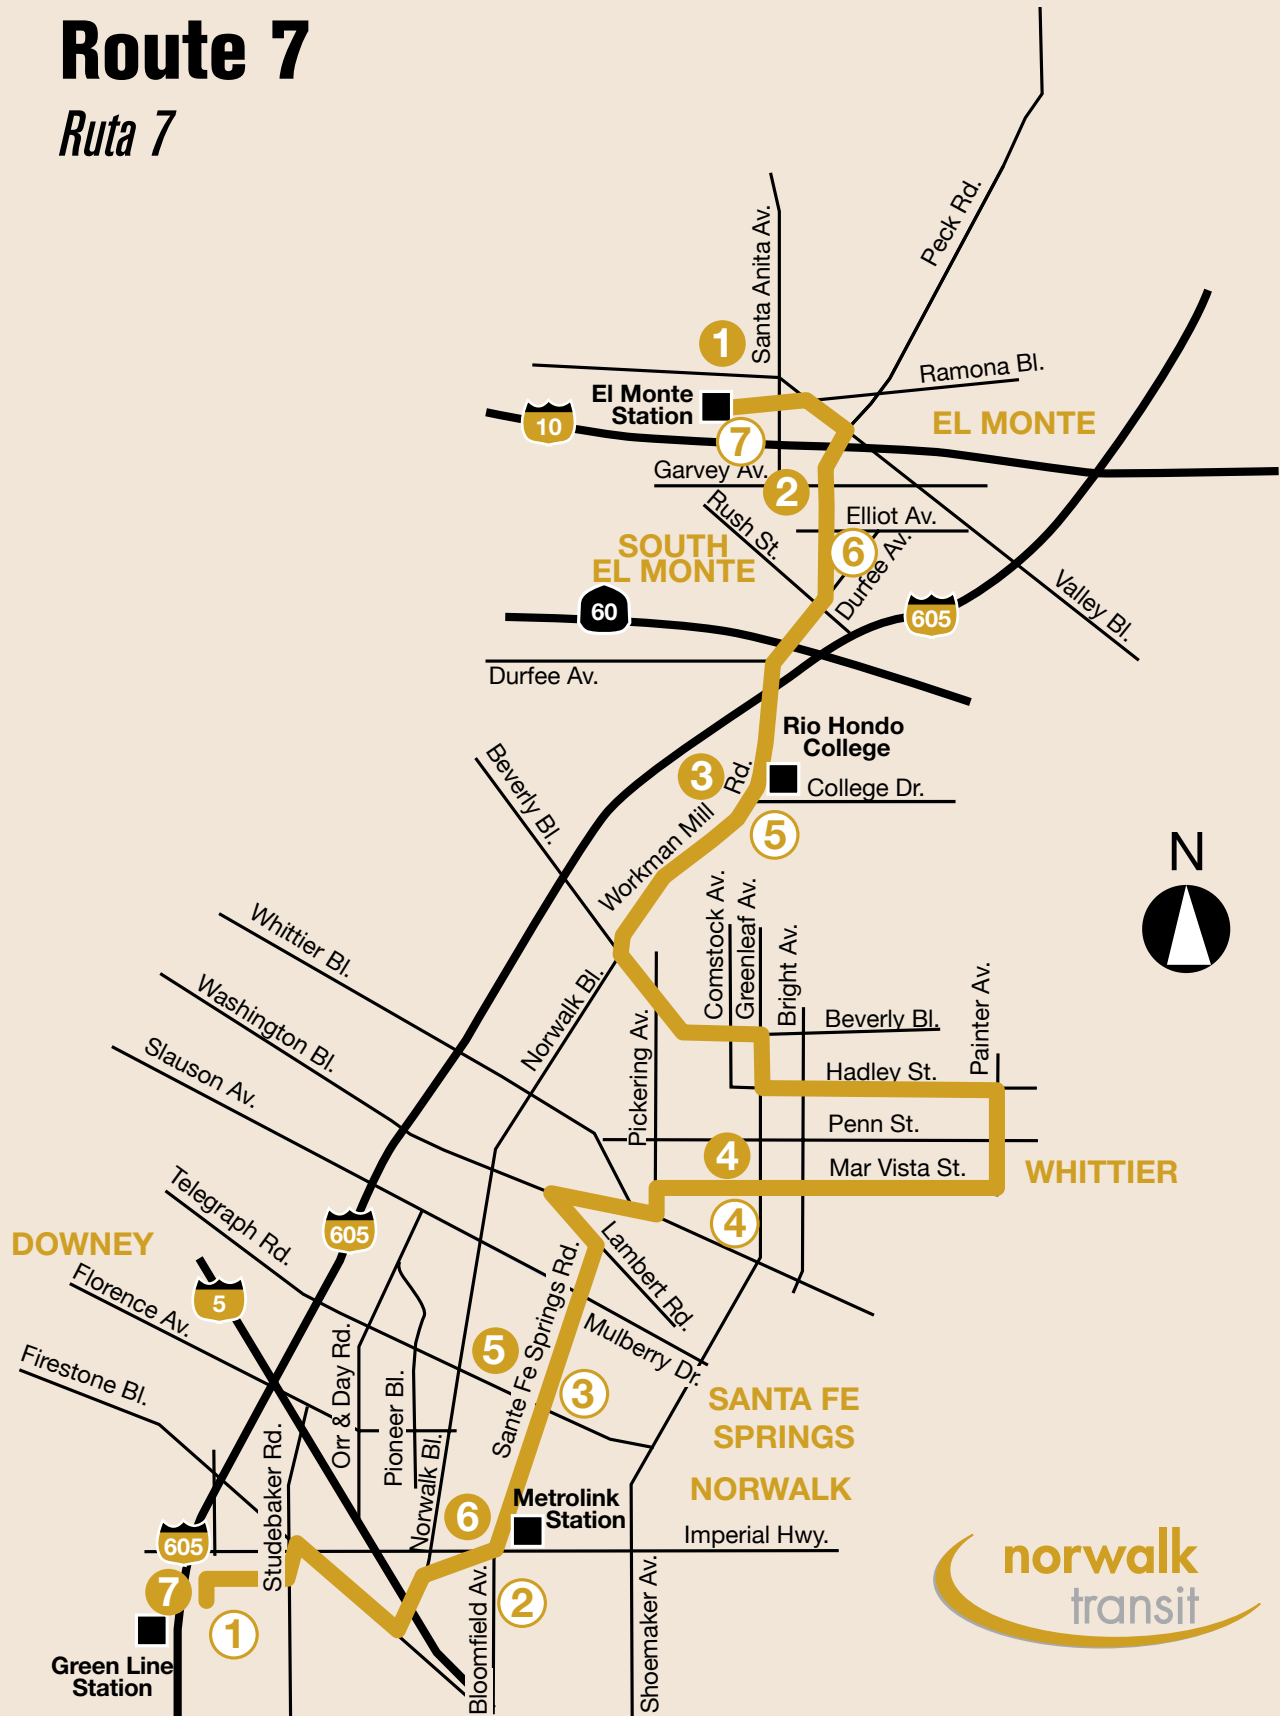 Route 7
Ruta 7
Santa Anita Av.
Peck Rd.
1
Ramona Bl.
El Monte
Station
10
7
EL MONTE
Garvey Av.
2
Rush St.
Elliot Av.
SOUTH
EL MONTE
6
Durfee Av.
60
605
Valley Bl.
Durfee Av.
Rio Hondo
College
Beverly Bl.
3
Workman Mill Rd.
College Dr.
5
N
Whittier Bl.
Washington Bl.
Slauson Av.
Norwalk Bl.
Comstock Av.
Greenleaf Av.
Bright Av.
Beverly Bl.
Painter Av.
Pickering Av.
Hadley St.
Penn St.
4
Mar Vista St.
WHITTIER
4
Telegraph Rd.
605
DOWNEY
Florence Av.
5
Lambert Rd.
Firestone Bl.
Orr & Day Rd.
Pioneer Bl.
5
Sante Fe Springs Rd.
Mulberry Dr.
3
SANTA FE
SPRINGS
Studebaker Rd.
Norwalk Bl.
NORWALK
6
Metrolink
Station
Imperial Hwy.
605
7
1
2
Bloomfield Av.
Shoemaker Av.
Green Line
Station
norwalk
transit